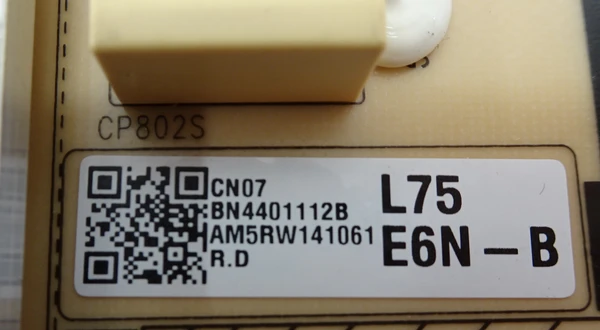 CP802S
CN07
BN4401112B
AM5RW141061
R.D
L75
E6N-B